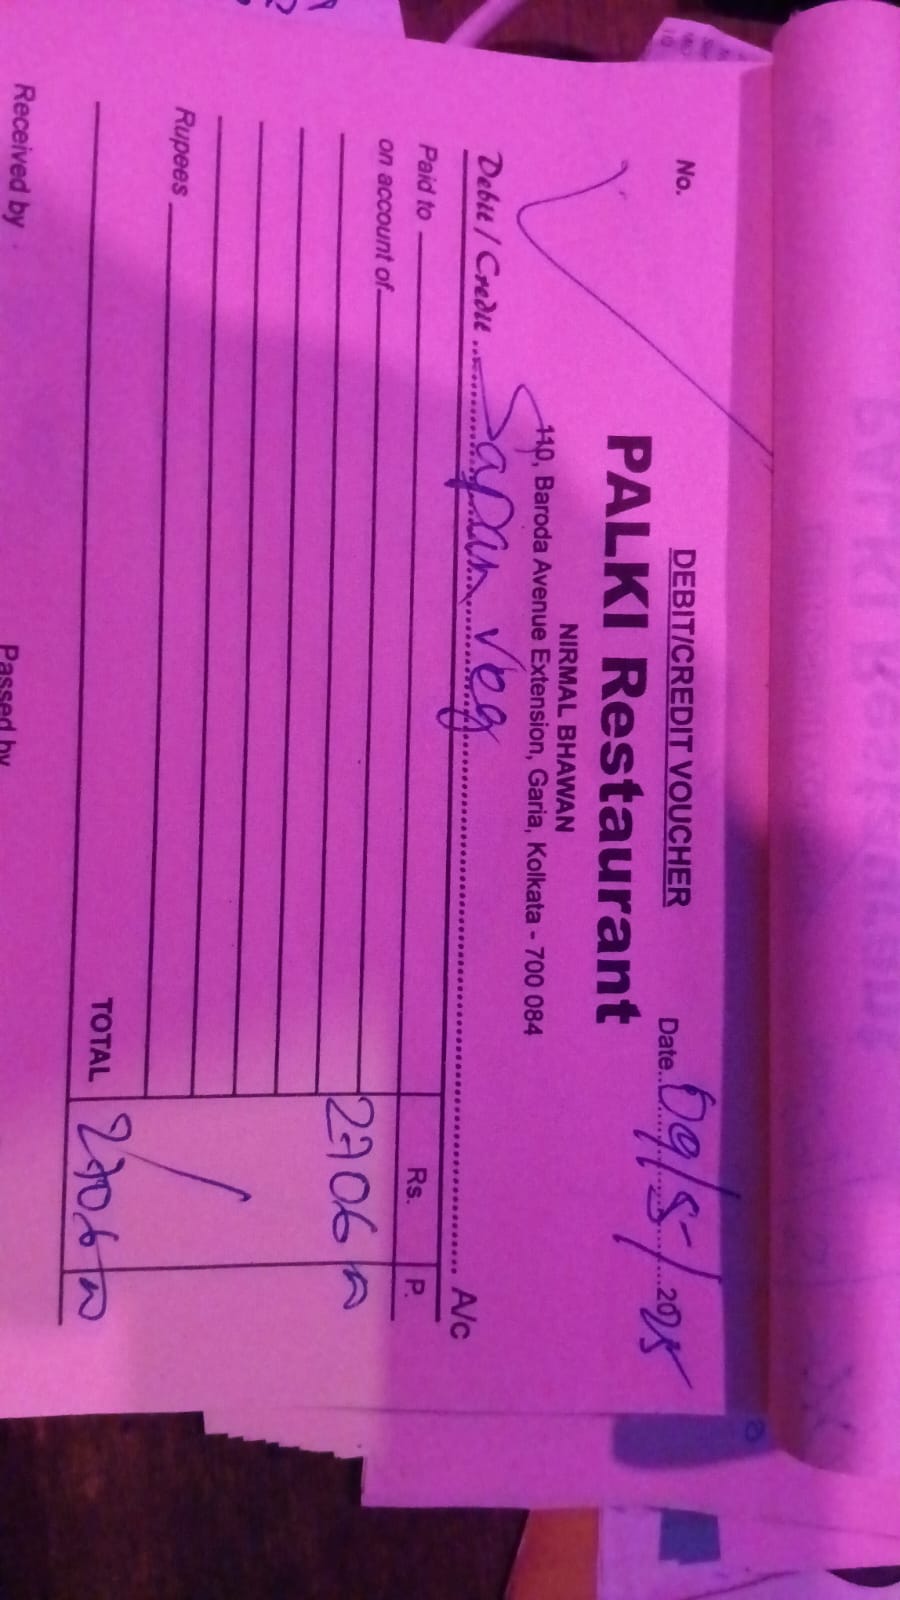 DEBIT/CREDIT VOUCHER
No. Date.. 09/5/2025
PALKI Restaurant
NIRMAL BHAWAN
110, Baroda Avenue Extension, Garia, Kolkata - 700 084
Debit / Credit .. Sapan veg A/c
Paid to Rs. P.
on account of 2706 00
Rupees
TOTAL 2706 00
Received by Passed by